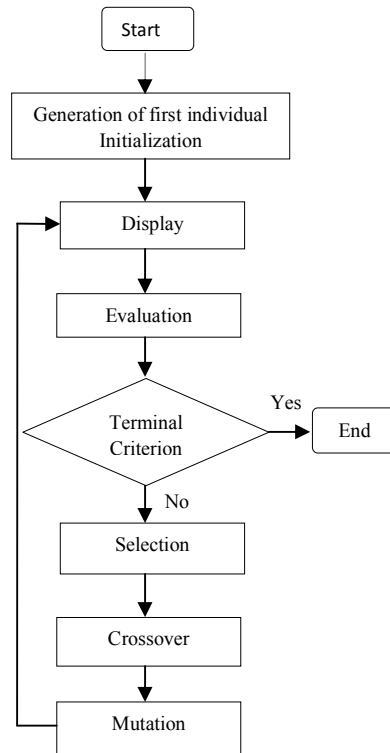 Start
Generation of first individual
Initialization
Display
Evaluation
Terminal
Criterion
Yes
End
No
Selection
Crossover
Mutation